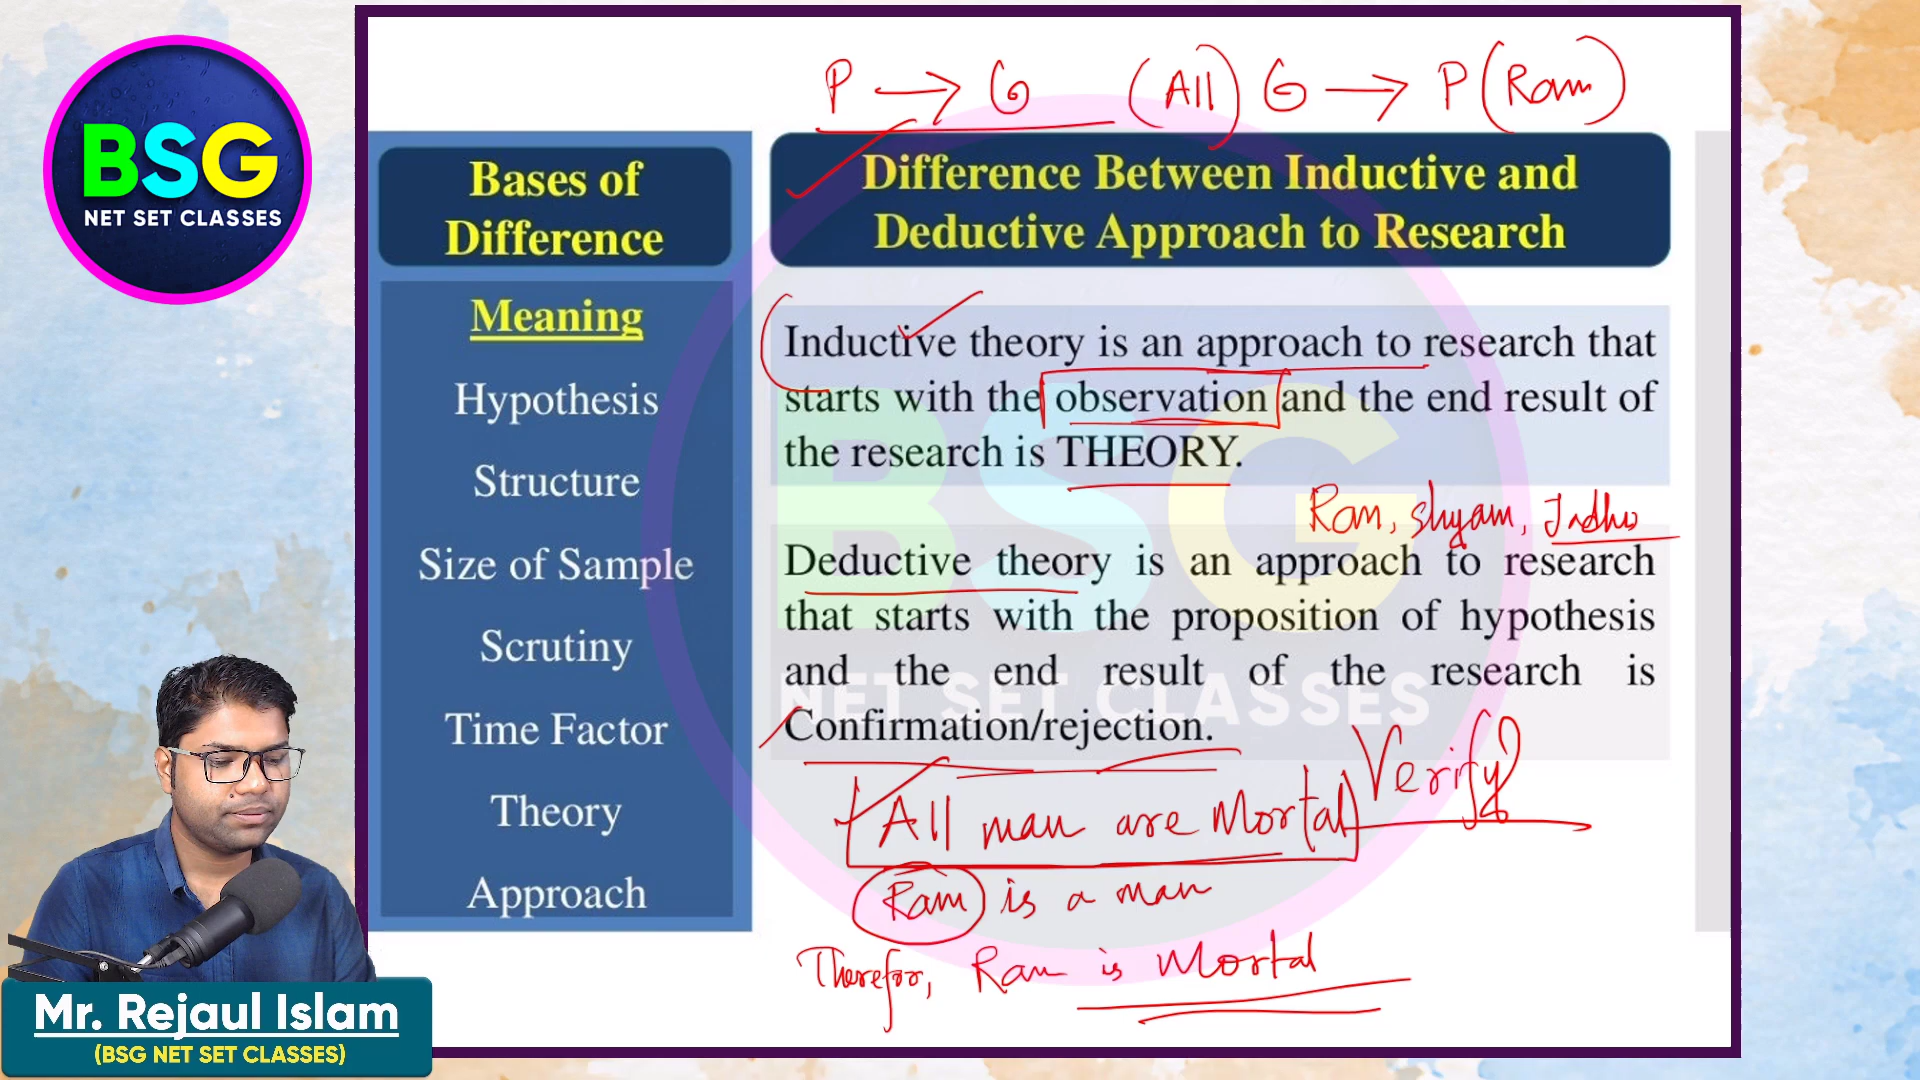 BSG
NET SET CLASSES
P → G (All) G → P (Ram)
Bases of
Difference
Difference Between Inductive and
Deductive Approach to Research
Meaning
Hypothesis
Structure
Size of Sample
Scrutiny
Time Factor
Theory
Approach
Inductive theory is an approach to research that
starts with the observation and the end result of
the research is THEORY.
Ram, Shyam,
Deductive theory is an approach to research
that starts with the proposition of hypothesis
and the end result of the research is
Confirmation/rejection.
Verify
All man are Mortal
Ram is a man
Therefor, Ram is Mortal
BSG
NET SET CLASSES
Mr. Rejaul Islam
(BSG NET SET CLASSES)